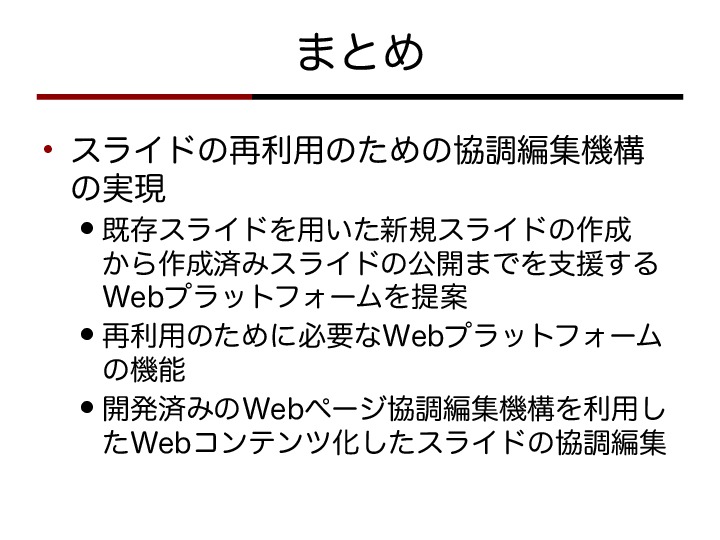 まとめ
• スライドの再利用のための協調編集機構
の実現
• 既存スライドを用いた新規スライドの作成
から作成済みスライドの公開までを支援する
Webプラットフォームを提案
• 再利用のために必要なWebプラットフォーム
の機能
• 開発済みのWebページ協調編集機構を利用し
たWebコンテンツ化したスライドの協調編集